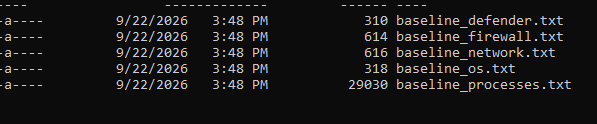 ----                 -------------         ------ ----
-a----         9/22/2026   3:48 PM            310 baseline_defender.txt
-a----         9/22/2026   3:48 PM            614 baseline_firewall.txt
-a----         9/22/2026   3:48 PM            616 baseline_network.txt
-a----         9/22/2026   3:48 PM            318 baseline_os.txt
-a----         9/22/2026   3:48 PM          29030 baseline_processes.txt